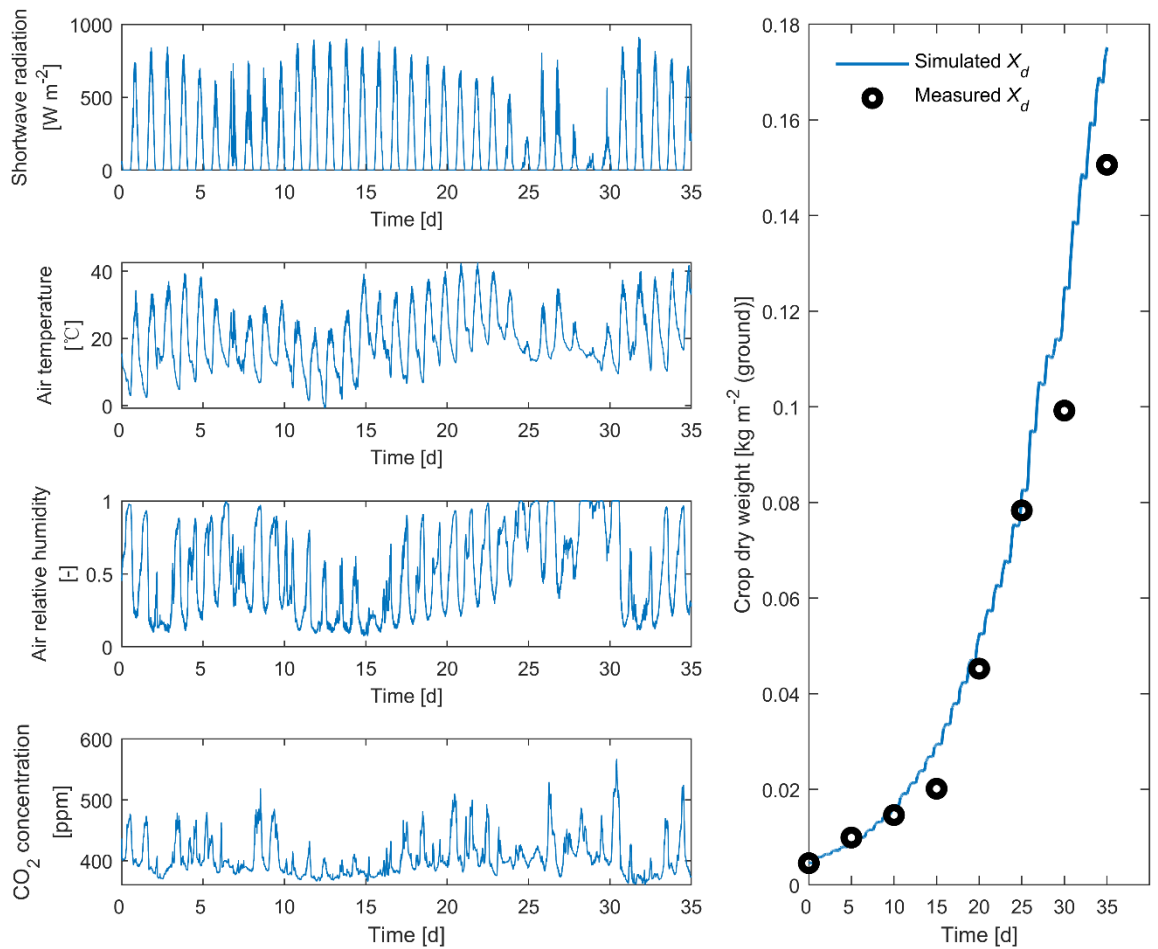 Shortwave radiation
[W m⁻²]
1000
500
0
0 5 10 15 20 25 30 35
Time [d]
Air temperature
[℃]
40
20
0
0 5 10 15 20 25 30 35
Time [d]
Air relative humidity
[-]
1
0.5
0
0 5 10 15 20 25 30 35
Time [d]
CO₂ concentration
[ppm]
600
500
400
0 5 10 15 20 25 30 35
Time [d]
Crop dry weight [kg m⁻² (ground)]
0.18
0.16
0.14
0.12
0.1
0.08
0.06
0.04
0.02
0
0 5 10 15 20 25 30 35
Time [d]
Simulated X_d
Measured X_d